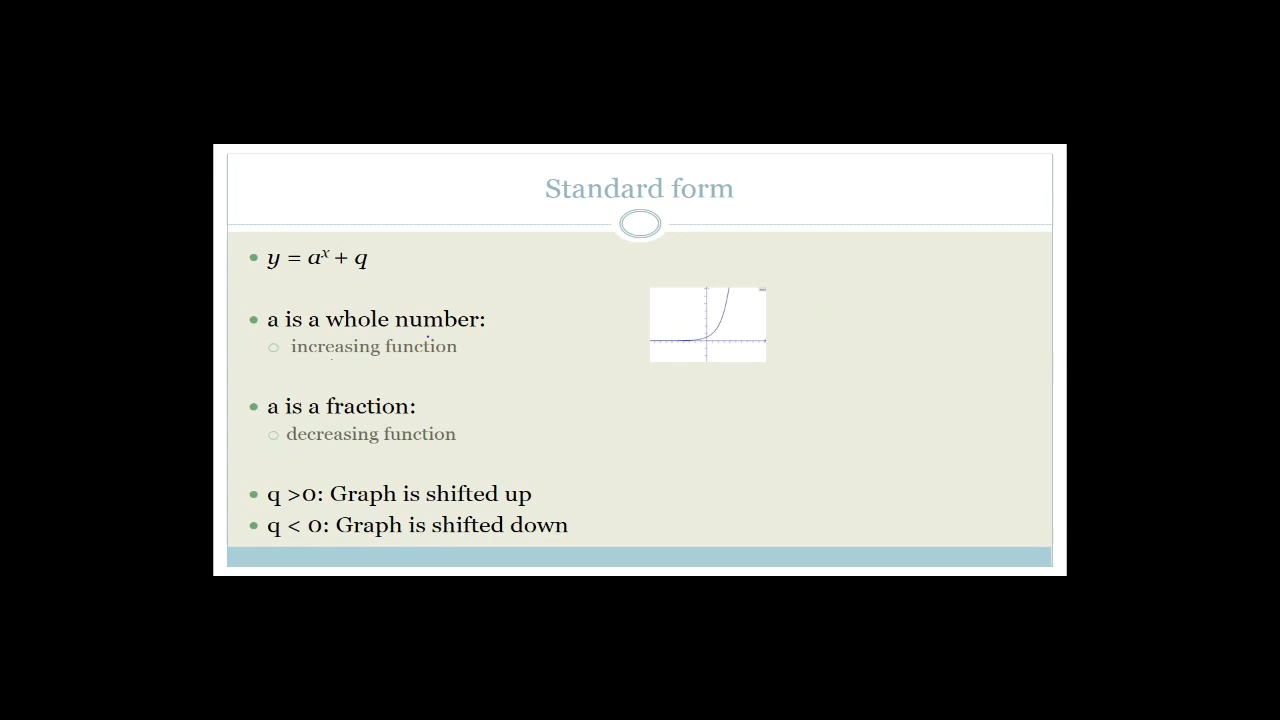 Standard form
y = aˣ + q
a is a whole number:
increasing function
a is a fraction:
decreasing function
q >0: Graph is shifted up
q < 0: Graph is shifted down